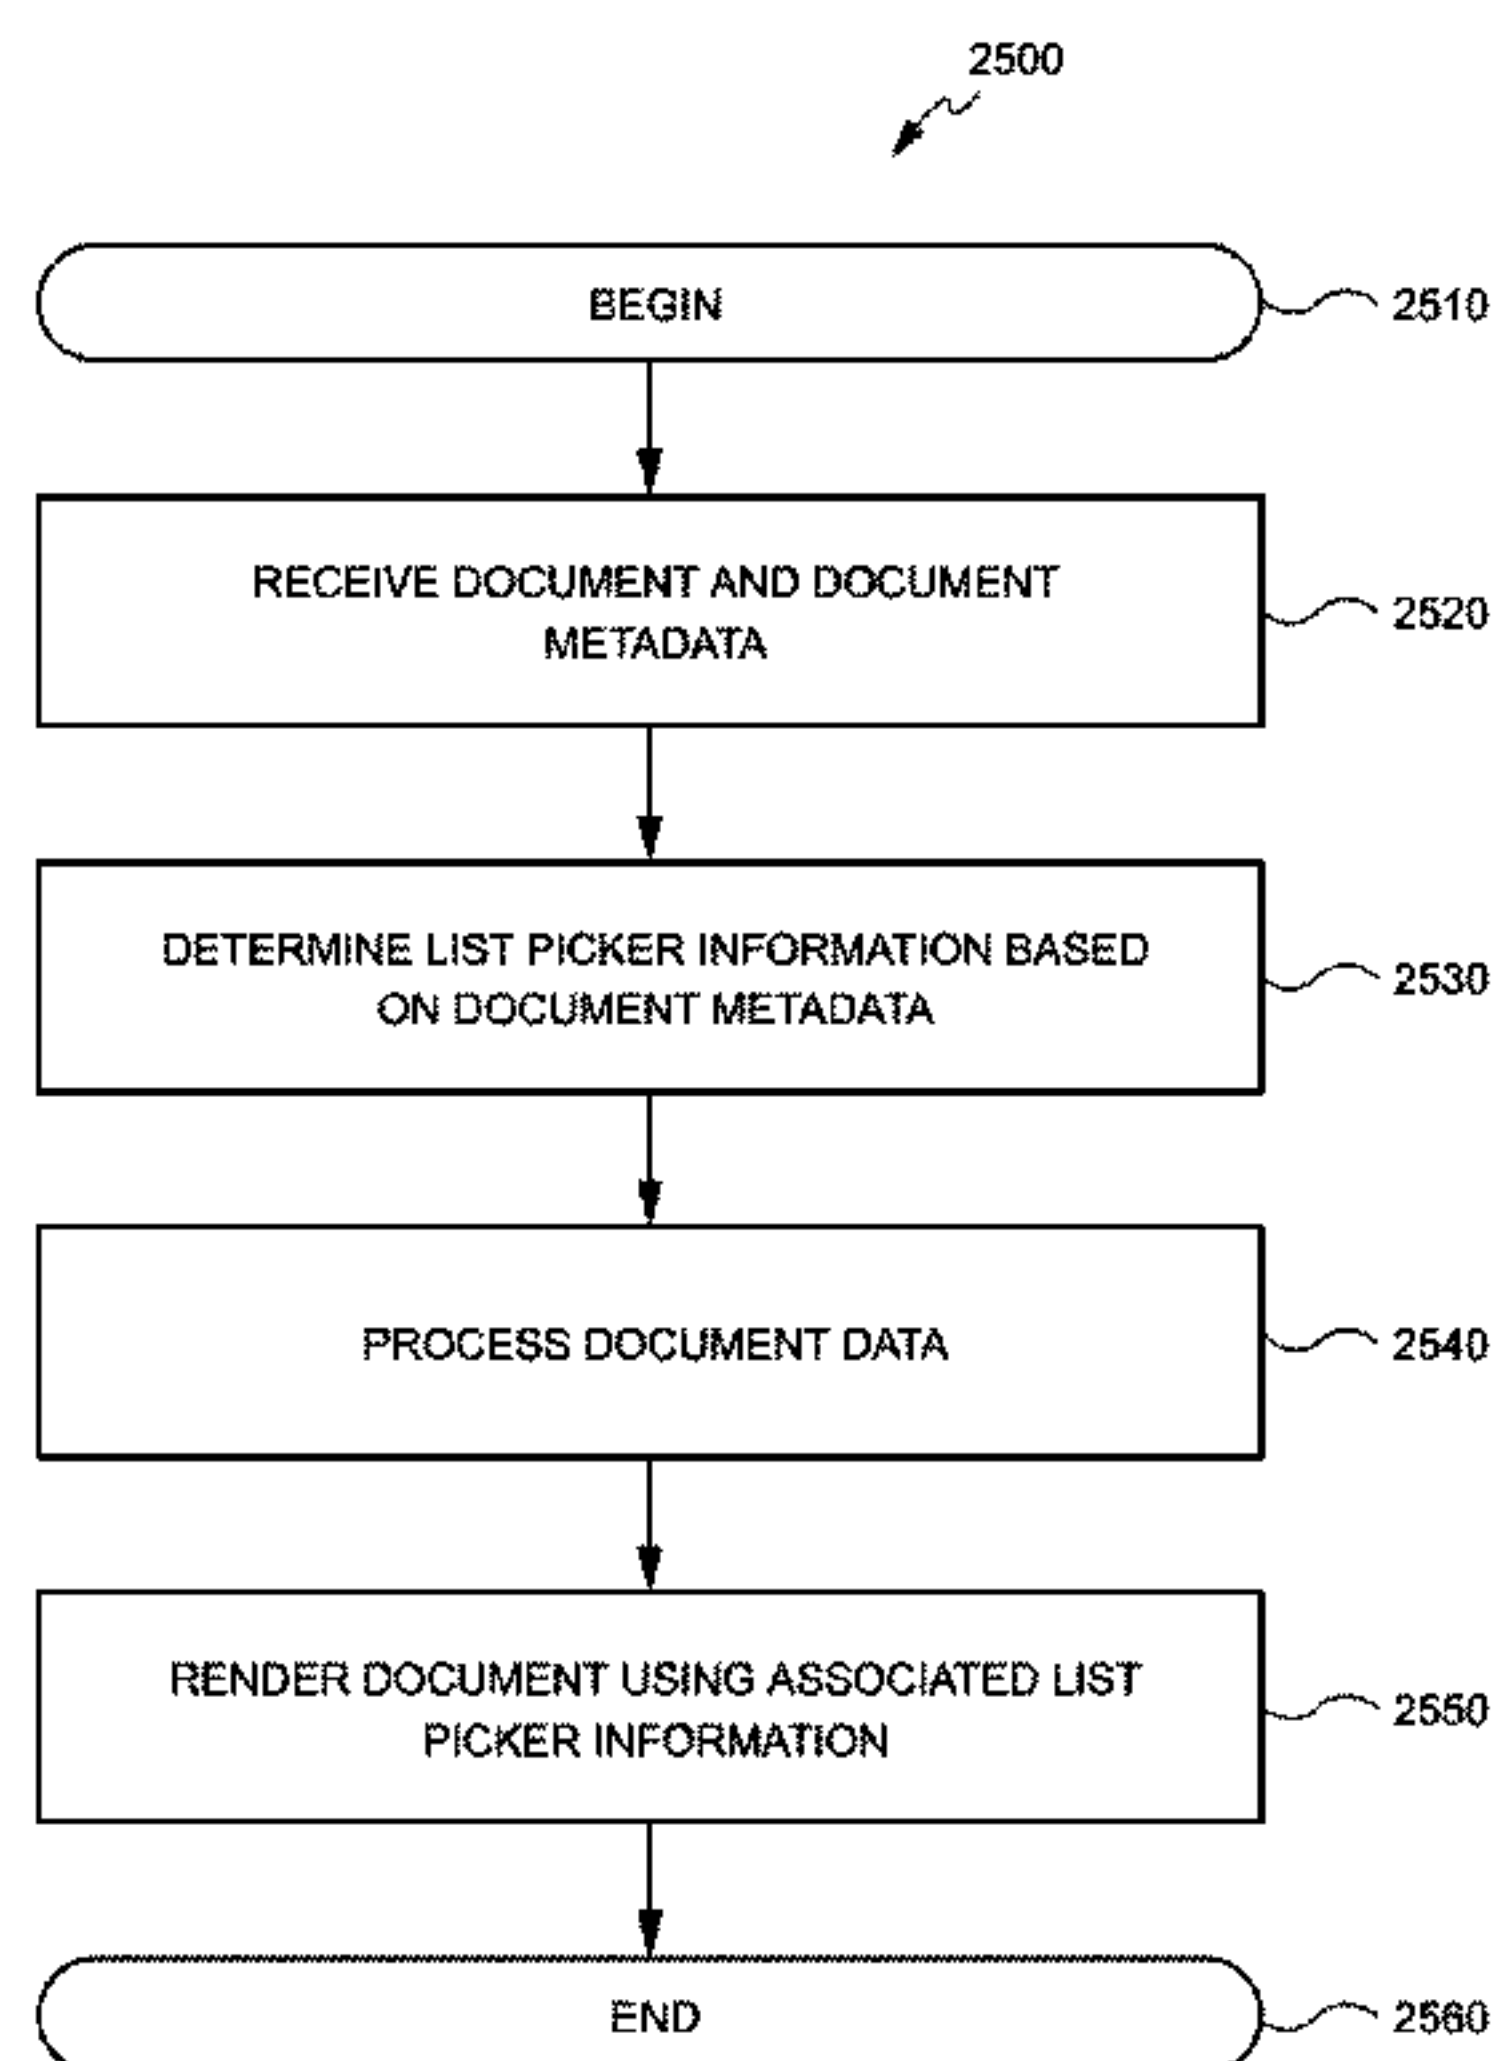 2500
BEGIN
2510
RECEIVE DOCUMENT AND DOCUMENT
METADATA
2520
DETERMINE LIST PICKER INFORMATION BASED
ON DOCUMENT METADATA
2530
PROCESS DOCUMENT DATA
2540
RENDER DOCUMENT USING ASSOCIATED LIST
PICKER INFORMATION
2550
END
2560